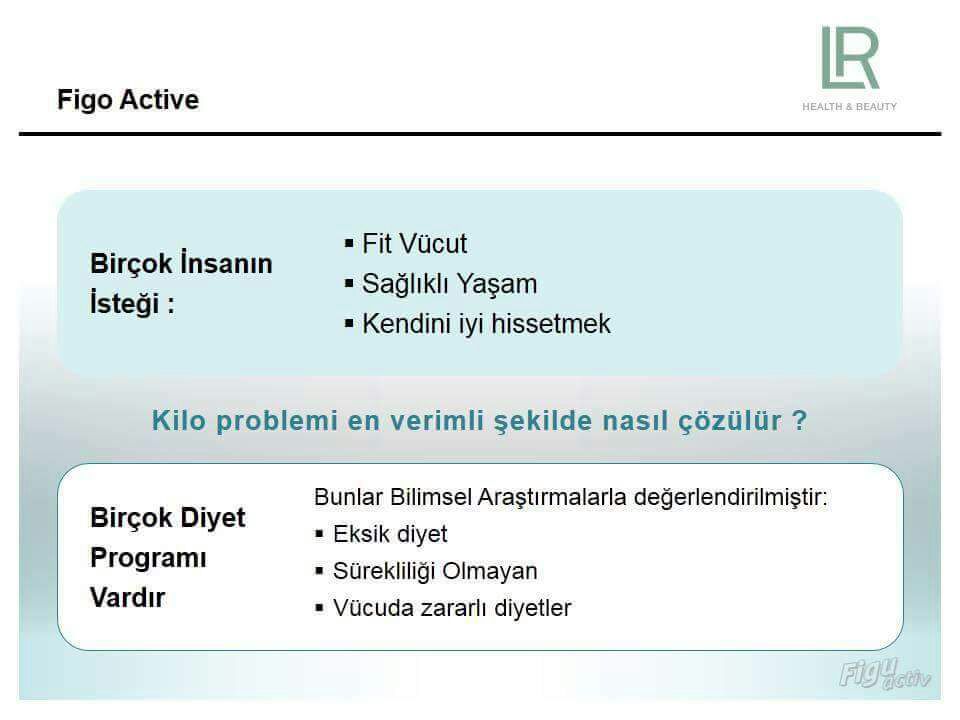 LR
HEALTH & BEAUTY
Figo Active
Birçok İnsanın
İsteği :
▪ Fit Vücut
▪ Sağlıklı Yaşam
▪ Kendini iyi hissetmek
Kilo problemi en verimli şekilde nasıl çözülür ?
Birçok Diyet
Programı
Vardır
Bunlar Bilimsel Araştırmalarla değerlendirilmiştir:
▪ Eksik diyet
▪ Sürekliliği Olmayan
▪ Vücuda zararlı diyetler
Figu
activ